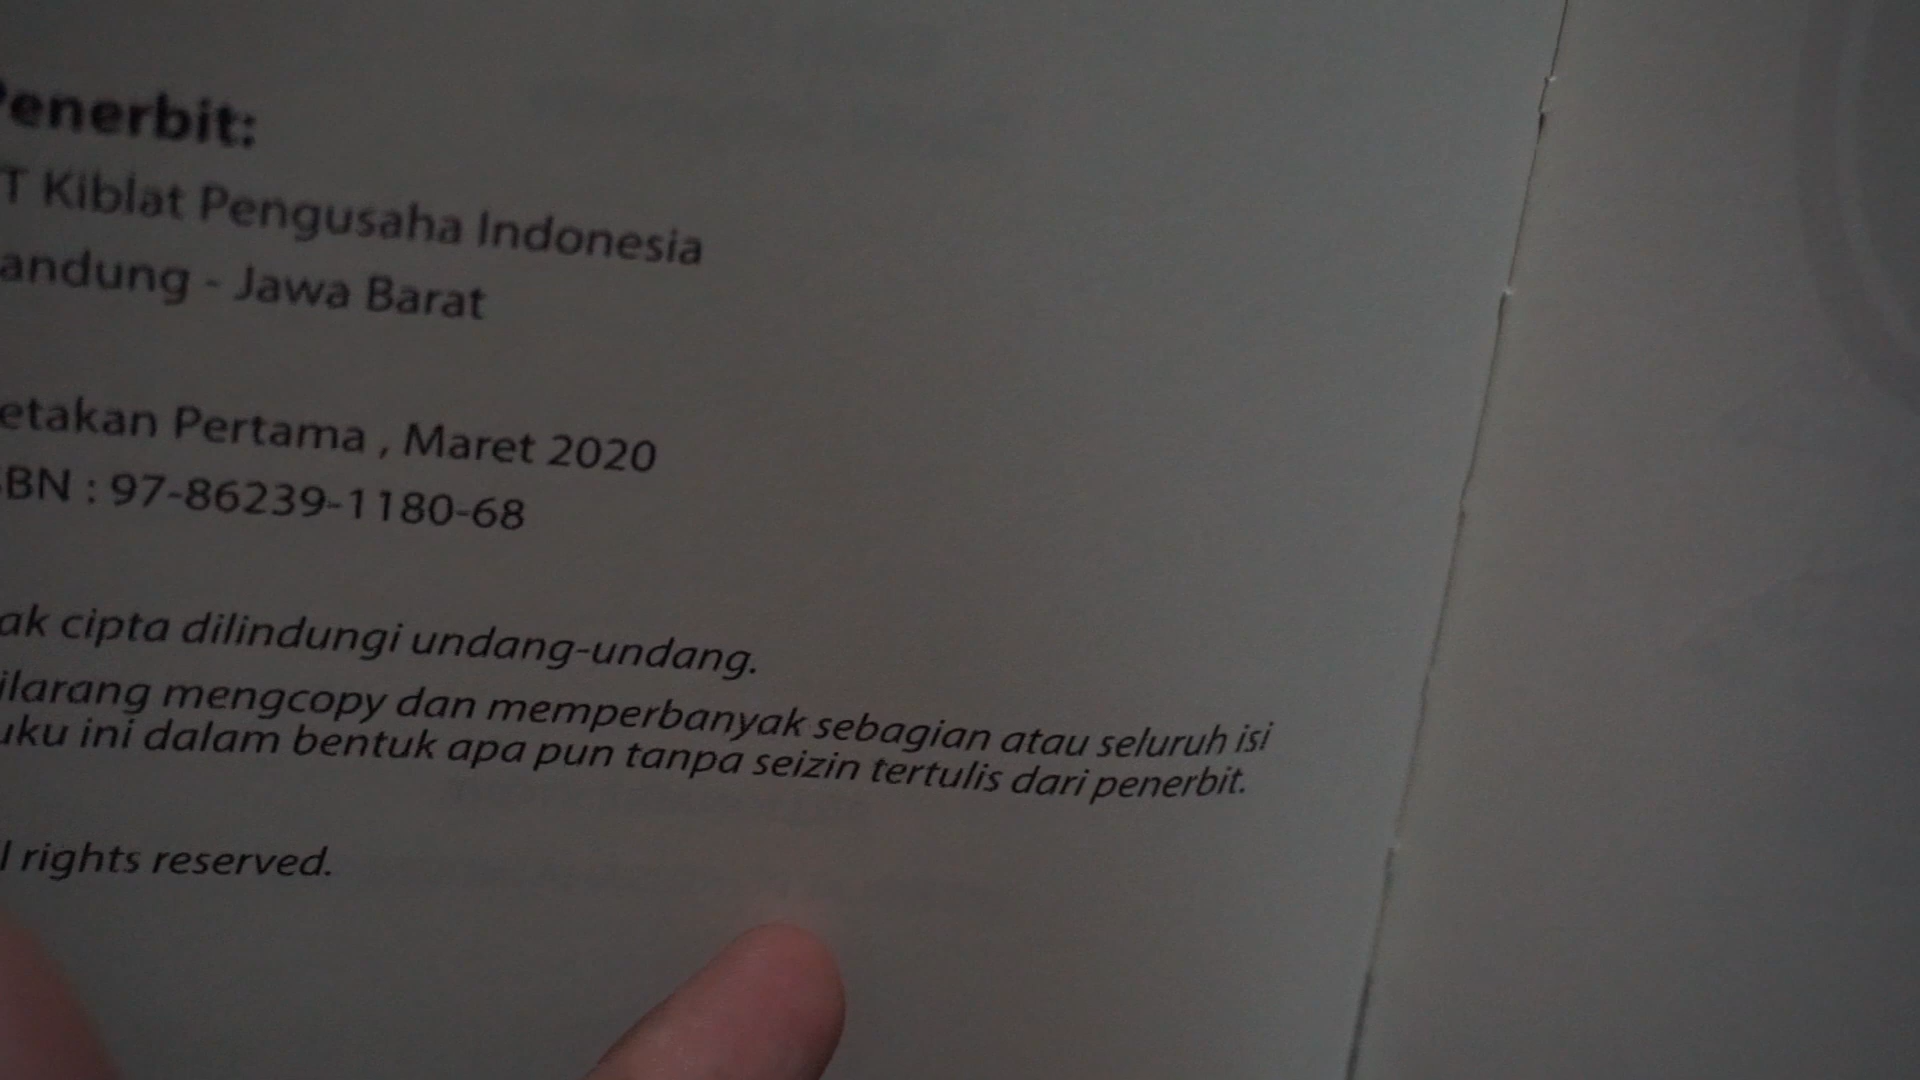 Penerbit:
T Kiblat Pengusaha Indonesia
andung - Jawa Barat
etakan Pertama , Maret 2020
BN : 97-86239-1180-68
ak cipta dilindungi undang-undang.
ilarang mengcopy dan memperbanyak sebagian atau seluruh isi
uku ini dalam bentuk apa pun tanpa seizin tertulis dari penerbit.
l rights reserved.